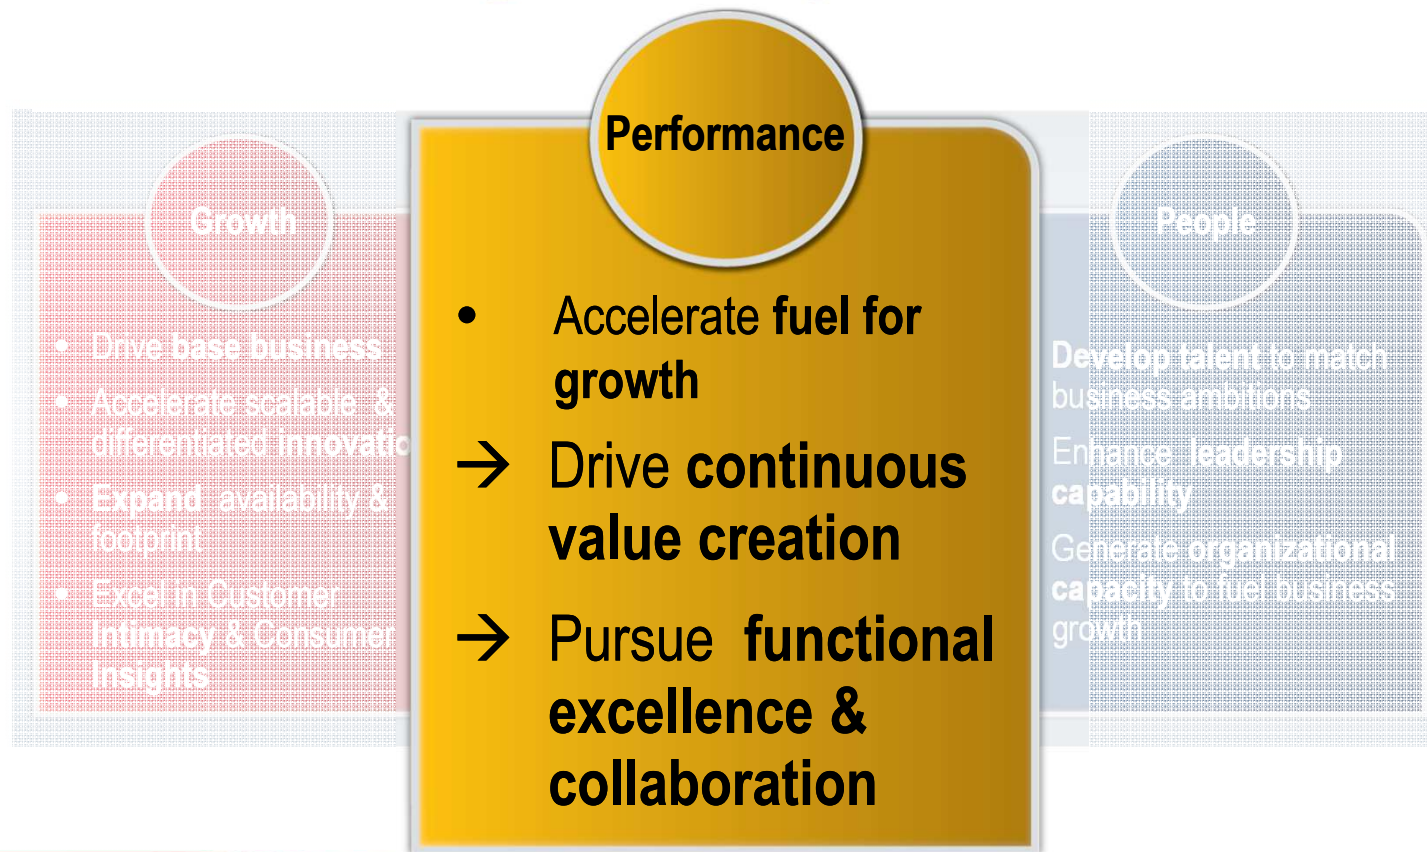 Performance
Growth
People
• Drive base business
• Accelerate scalable &
differentiated innovatio
• Expand availability &
footprint
• Excel in Customer
Intimacy & Consumer
Insights
• Accelerate fuel for
growth
→ Drive continuous
value creation
→ Pursue functional
excellence &
collaboration
Develop talent to match
business ambitions
Enhance leadership
capability
Generate organizational
capacity to fuel business
growth